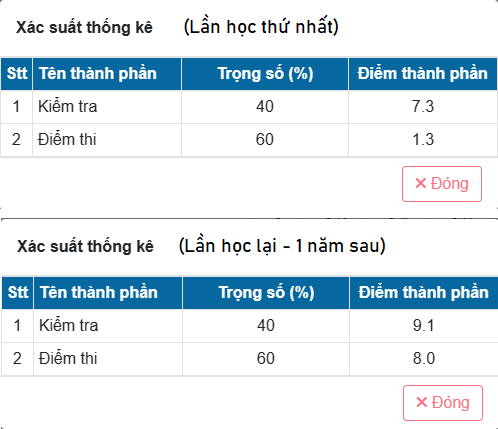 Xác suất thống kê (Lần học thứ nhất)
Stt Tên thành phần Trọng số (%) Điểm thành phần
1 Kiểm tra 40 7.3
2 Điểm thi 60 1.3
✕ Đóng
Xác suất thống kê (Lần học lại - 1 năm sau)
Stt Tên thành phần Trọng số (%) Điểm thành phần
1 Kiểm tra 40 9.1
2 Điểm thi 60 8.0
✕ Đóng